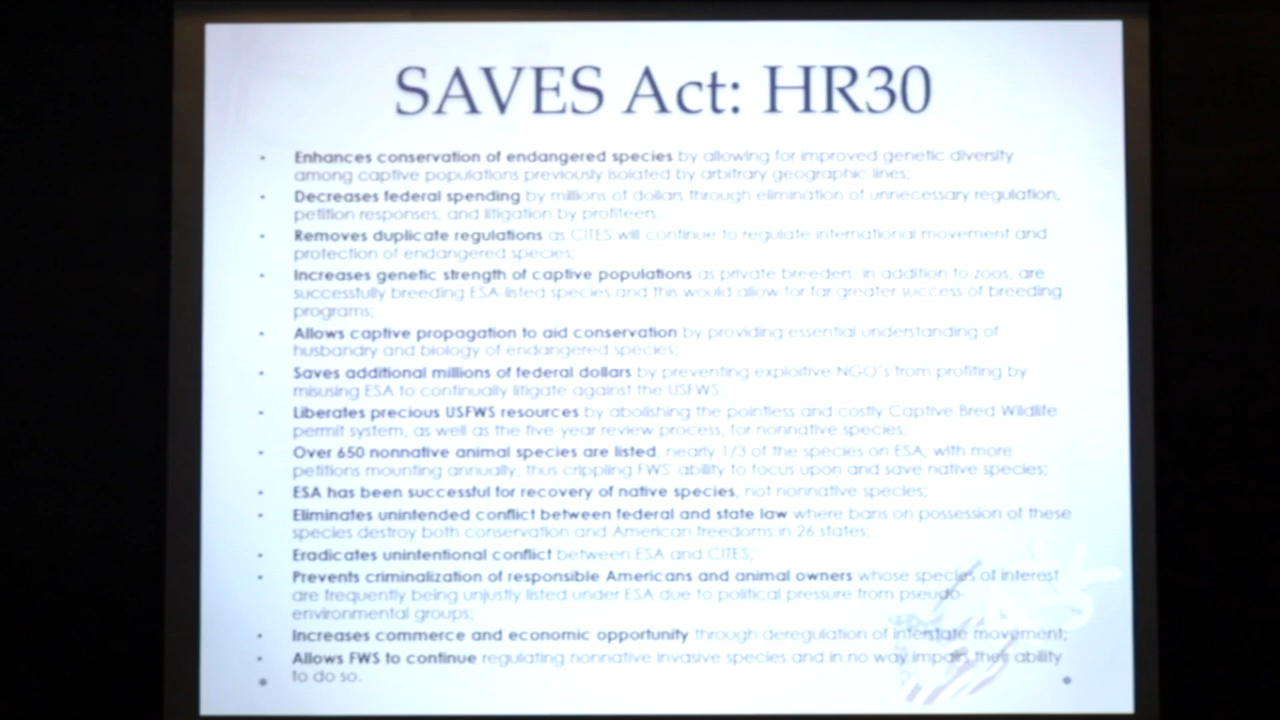 SAVES Act: HR30
• Enhances conservation of endangered species by allowing for improved genetic diversity
among captive populations previously isolated by arbitrary geographic lines;
• Decreases federal spending by millions of dollars through elimination of unnecessary regulation,
petition responses, and litigation by profiteers.
• Removes duplicate regulations as CITES will continue to regulate international movement and
protection of endangered species;
• Increases genetic strength of captive populations as private breeders, in addition to zoos, are
successfully breeding ESA listed species and this would allow for far greater success of breeding
programs;
• Allows captive propagation to aid conservation by providing essential understanding of
husbandry and biology of endangered species;
• Saves additional millions of federal dollars by preventing exploitive NGO's from profiting by
misusing ESA to continually litigate against the USFWS;
• Liberates precious USFWS resources by abolishing the pointless and costly Captive Bred Wildlife
permit system, as well as the five-year review process, for nonnative species;
• Over 650 nonnative animal species are listed, nearly 1/3 of the species on ESA, with more
petitions mounting annually, thus crippling FWS' ability to focus upon and save native species;
• ESA has been successful for recovery of native species, not nonnative species;
• Eliminates unintended conflict between federal and state law where bans on possession of these
species destroy both conservation and American freedoms in 26 states;
• Eradicates unintentional conflict between ESA and CITES;
• Prevents criminalization of responsible Americans and animal owners whose species of interest
are frequently being unjustly listed under ESA due to political pressure from pseudo-
environmental groups;
• Increases commerce and economic opportunity through deregulation of interstate movement;
• Allows FWS to continue regulating nonnative invasive species and in no way impairs their ability
to do so.